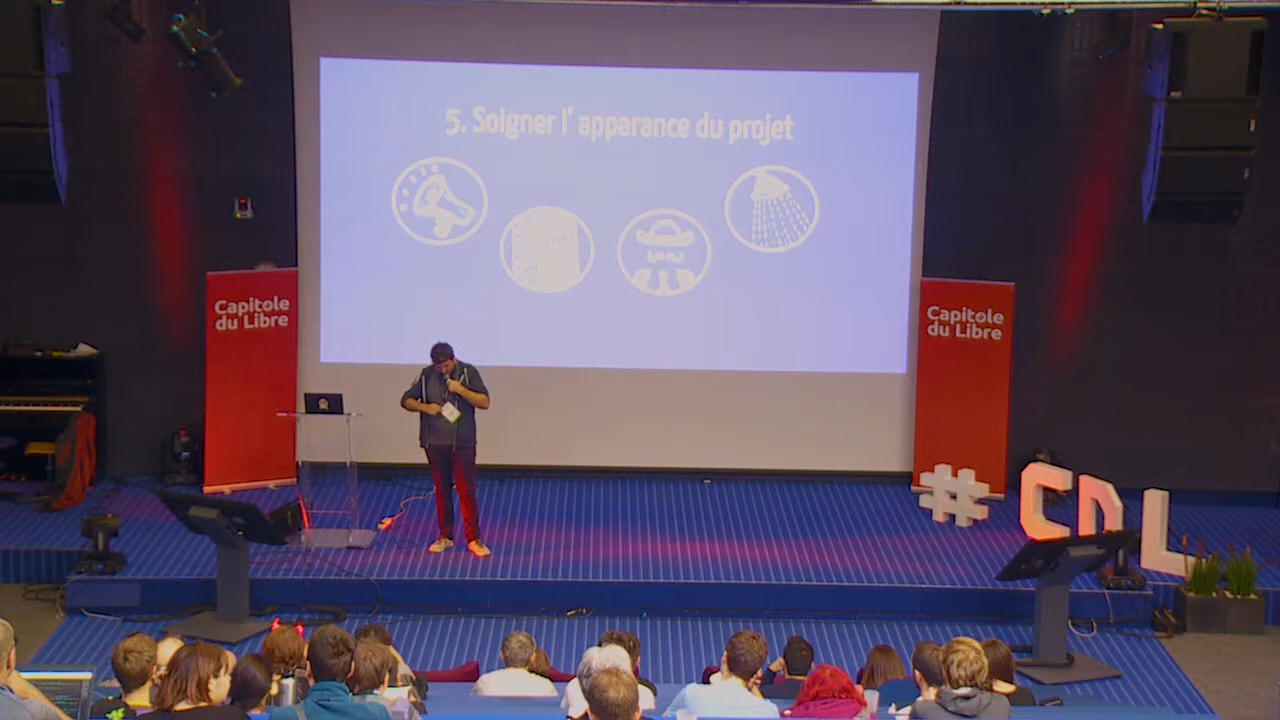 5. Soigner l' apparance du projet
Capitole
du Libre
Capitole
du Libre
#CDL